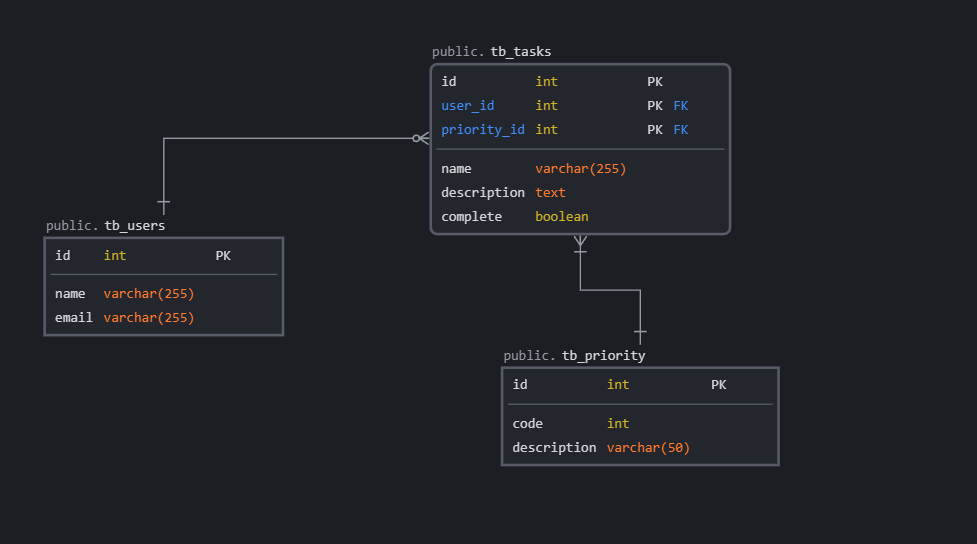 public. tb_tasks
id int PK
user_id int PK FK
priority_id int PK FK
name varchar(255)
description text
complete boolean
public. tb_users
id int PK
name varchar(255)
email varchar(255)
public. tb_priority
id int PK
code int
description varchar(50)